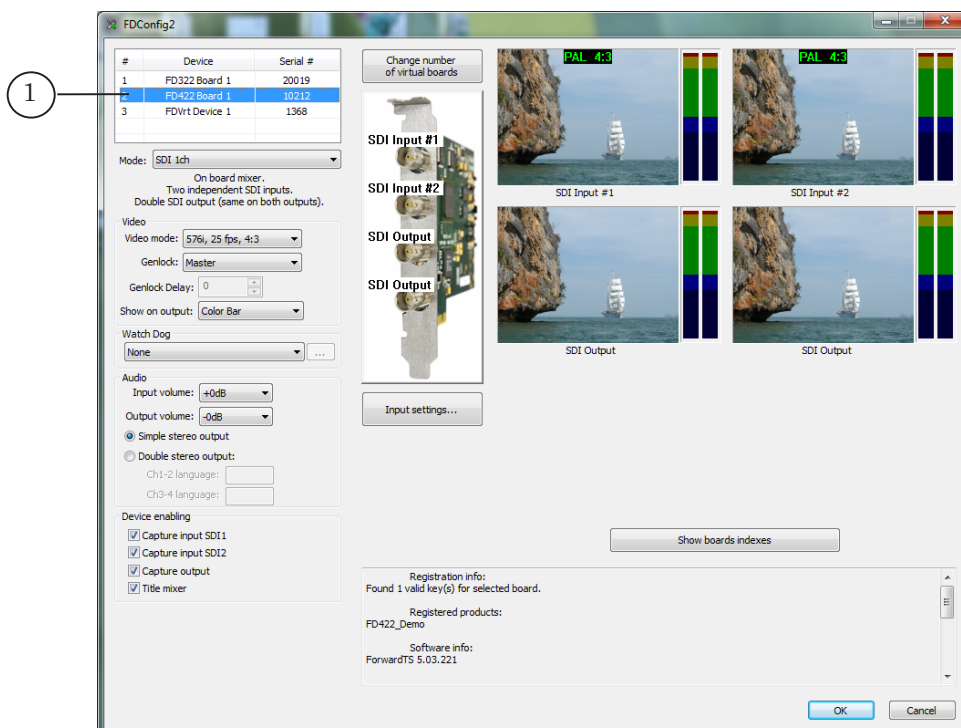 FDConfig2
1
# Device Serial #
1 FD322 Board 1 20019
2 FD422 Board 1 10212
3 FDVrt Device 1 1368
Mode: SDI 1ch
On board mixer.
Two independent SDI inputs.
Double SDI output (same on both outputs).
Video
Video mode: 576i, 25 fps, 4:3
Genlock: Master
Genlock Delay: 0
Show on output: Color Bar
Watch Dog
None ...
Audio
Input volume: +0dB
Output volume: -0dB
Simple stereo output
Double stereo output:
Ch1-2 language:
Ch3-4 language:
Device enabling
Capture input SDI1
Capture input SDI2
Capture output
Title mixer
Change number
of virtual boards
SDI Input #1
SDI Input #2
SDI Output
SDI Output
Input settings...
PAL 4:3
SDI Input #1
PAL 4:3
SDI Input #2
SDI Output
SDI Output
Show boards indexes
Registration info:
Found 1 valid key(s) for selected board.
Registered products:
FD422_Demo
Software info:
ForwardTS 5.03.221
OK Cancel